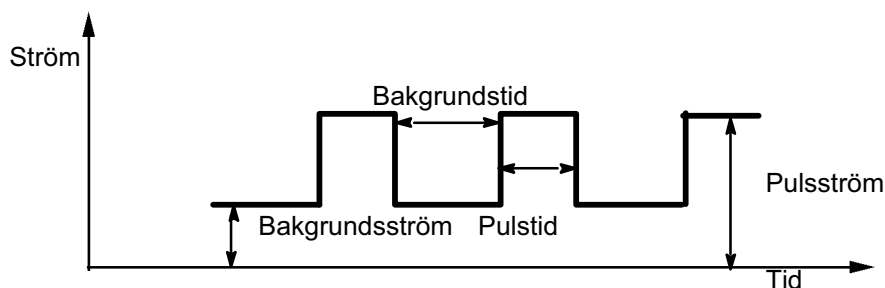 Ström
Bakgrundstid
Pulsström
Bakgrundsström
Pulstid
Tid